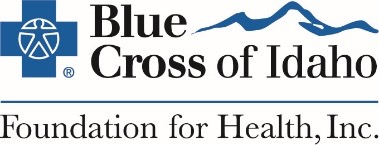 Blue
Cross of Idaho
®
Foundation for Health, Inc.